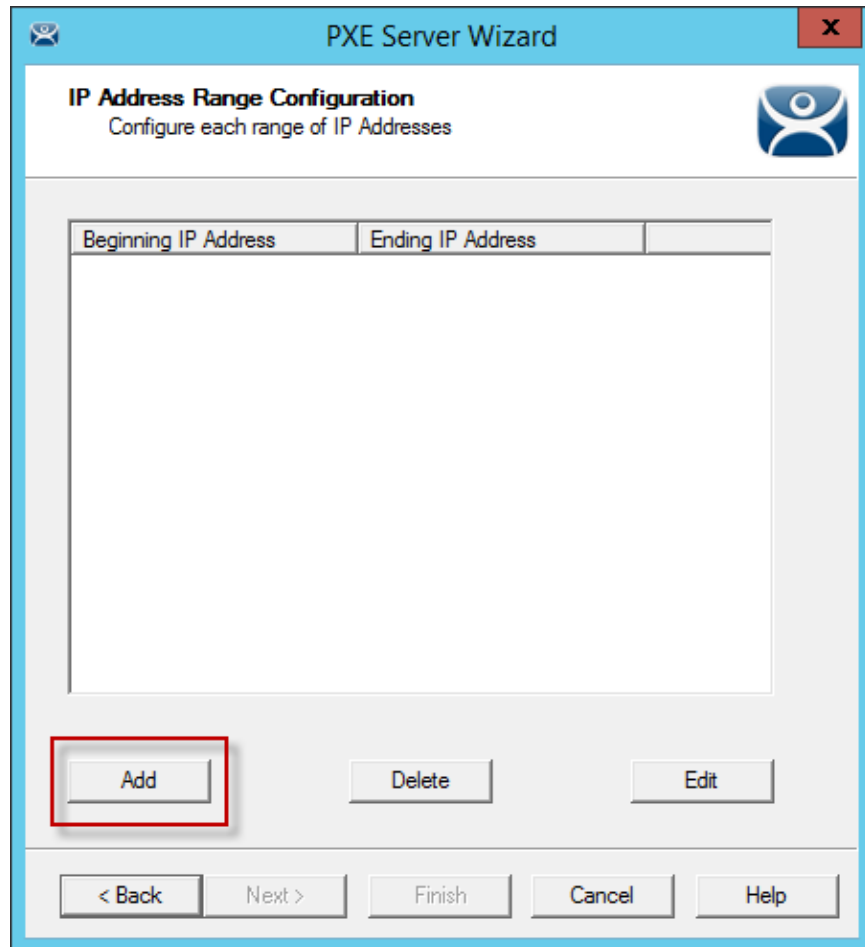 PXE Server Wizard
x
IP Address Range Configuration
Configure each range of IP Addresses
Beginning IP Address Ending IP Address
Add Delete Edit
< Back Next > Finish Cancel Help